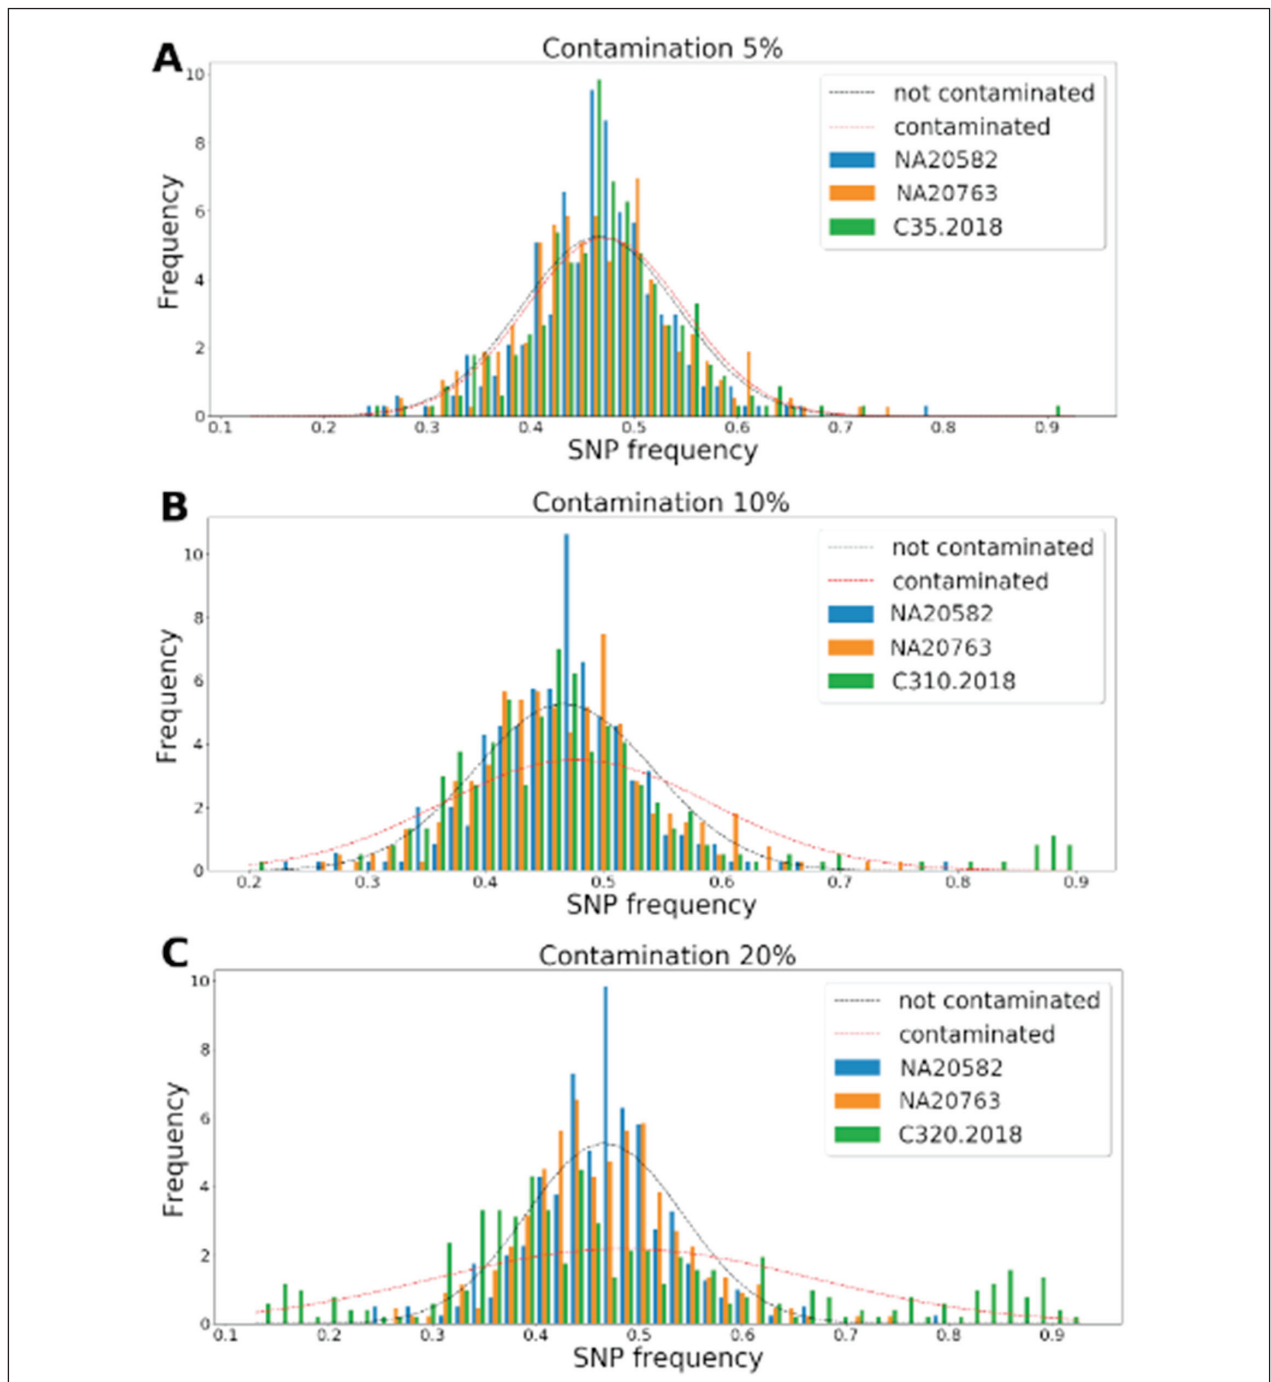 A
Contamination 5%
Frequency
10
8
6
4
2
0
not contaminated
contaminated
NA20582
NA20763
C35.2018
0.1 0.2 0.3 0.4 0.5 0.6 0.7 0.8 0.9
SNP frequency
B
Contamination 10%
Frequency
10
8
6
4
2
0
not contaminated
contaminated
NA20582
NA20763
C310.2018
0.2 0.3 0.4 0.5 0.6 0.7 0.8 0.9
SNP frequency
C
Contamination 20%
Frequency
10
8
6
4
2
0
not contaminated
contaminated
NA20582
NA20763
C320.2018
0.1 0.2 0.3 0.4 0.5 0.6 0.7 0.8 0.9
SNP frequency